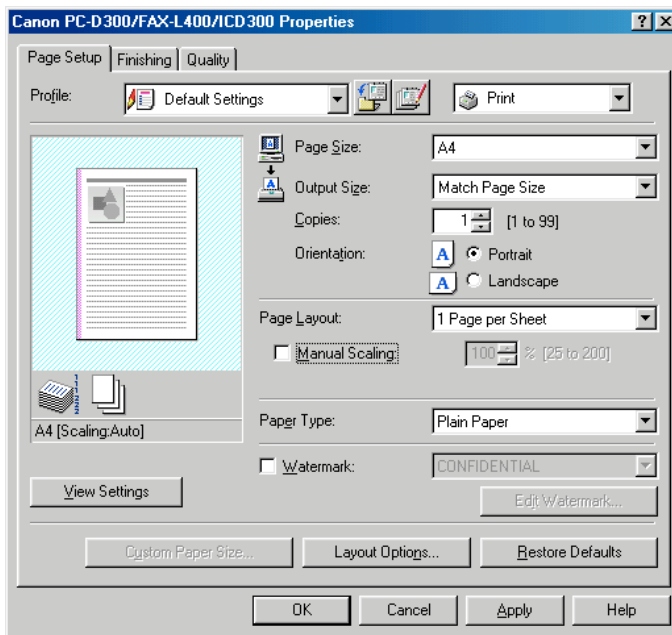 Canon PC-D300/FAX-L400/ICD300 Properties
Page Setup Finishing Quality
Profile: Default Settings Print
Page Size: A4
Output Size: Match Page Size
Copies: 1 [1 to 99]
Orientation: A Portrait
A Landscape
Page Layout: 1 Page per Sheet
Manual Scaling: 100 % [25 to 200]
A4 [Scaling:Auto]
Paper Type: Plain Paper
Watermark: CONFIDENTIAL
View Settings
Edit Watermark...
Custom Paper Size... Layout Options... Restore Defaults
OK Cancel Apply Help